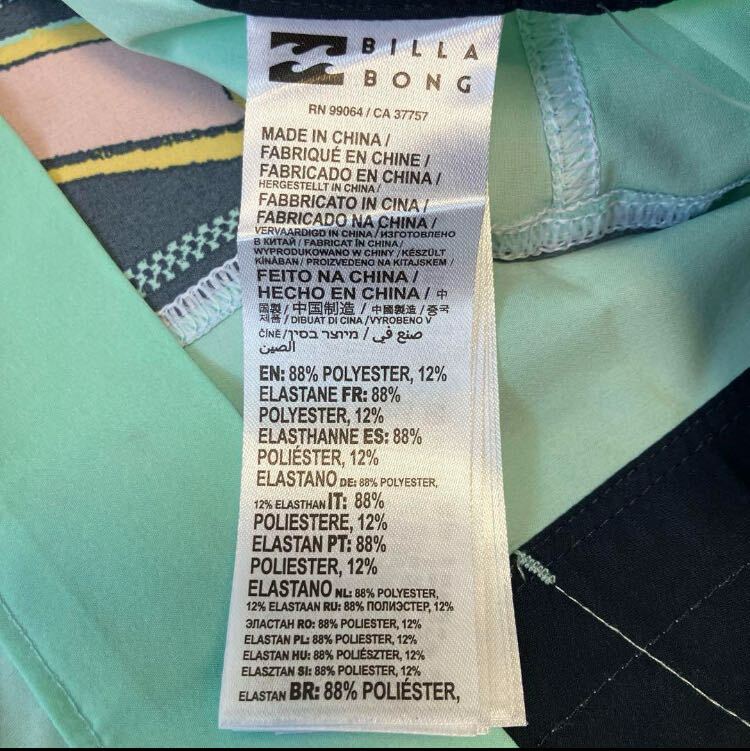 BILLA
BONG
RN 99064 / CA 37757
MADE IN CHINA /
FABRIQUÉ EN CHINE /
FABRICADO EN CHINA /
HERGESTELLT IN CHINA /
FABBRICATO IN CINA /
FABRICADO NA CHINA /
VERVAARDIGD IN CHINA / ИЗГОТОВЛЕНО
В КИТАЙ / FABRICAT ÎN CHINA /
WYPRODUKOWANO W CHINY / KÉSZÜLT
KÍNÁBAN / PROIZVEDENO NA KITAJSKEM /
FEITO NA CHINA /
HECHO EN CHINA / 中
国製 / 中国制造 / 中國製造 / 중국
제품 / DIBUAT DI CINA / VYROBENO V
ČÍNĚ / מיוצר בסין / صنع في
الصين
EN: 88% POLYESTER, 12%
ELASTANE FR: 88%
POLYESTER, 12%
ELASTHANNE ES: 88%
POLIÉSTER, 12%
ELASTANO DE: 88% POLYESTER,
12% ELASTHAN IT: 88%
POLIESTERE, 12%
ELASTAN PT: 88%
POLIESTER, 12%
ELASTANO NL: 88% POLYESTER,
12% ELASTAAN RU: 88% ПОЛИЭСТЕР, 12%
ЭЛАСТАН RO: 88% POLIESTER, 12%
ELASTAN PL: 88% POLIESTER, 12%
ELASTAN HU: 88% POLIÉSZTER, 12%
ELASZTAN SI: 88% POLIESTER, 12%
ELASTAN BR: 88% POLIÉSTER,